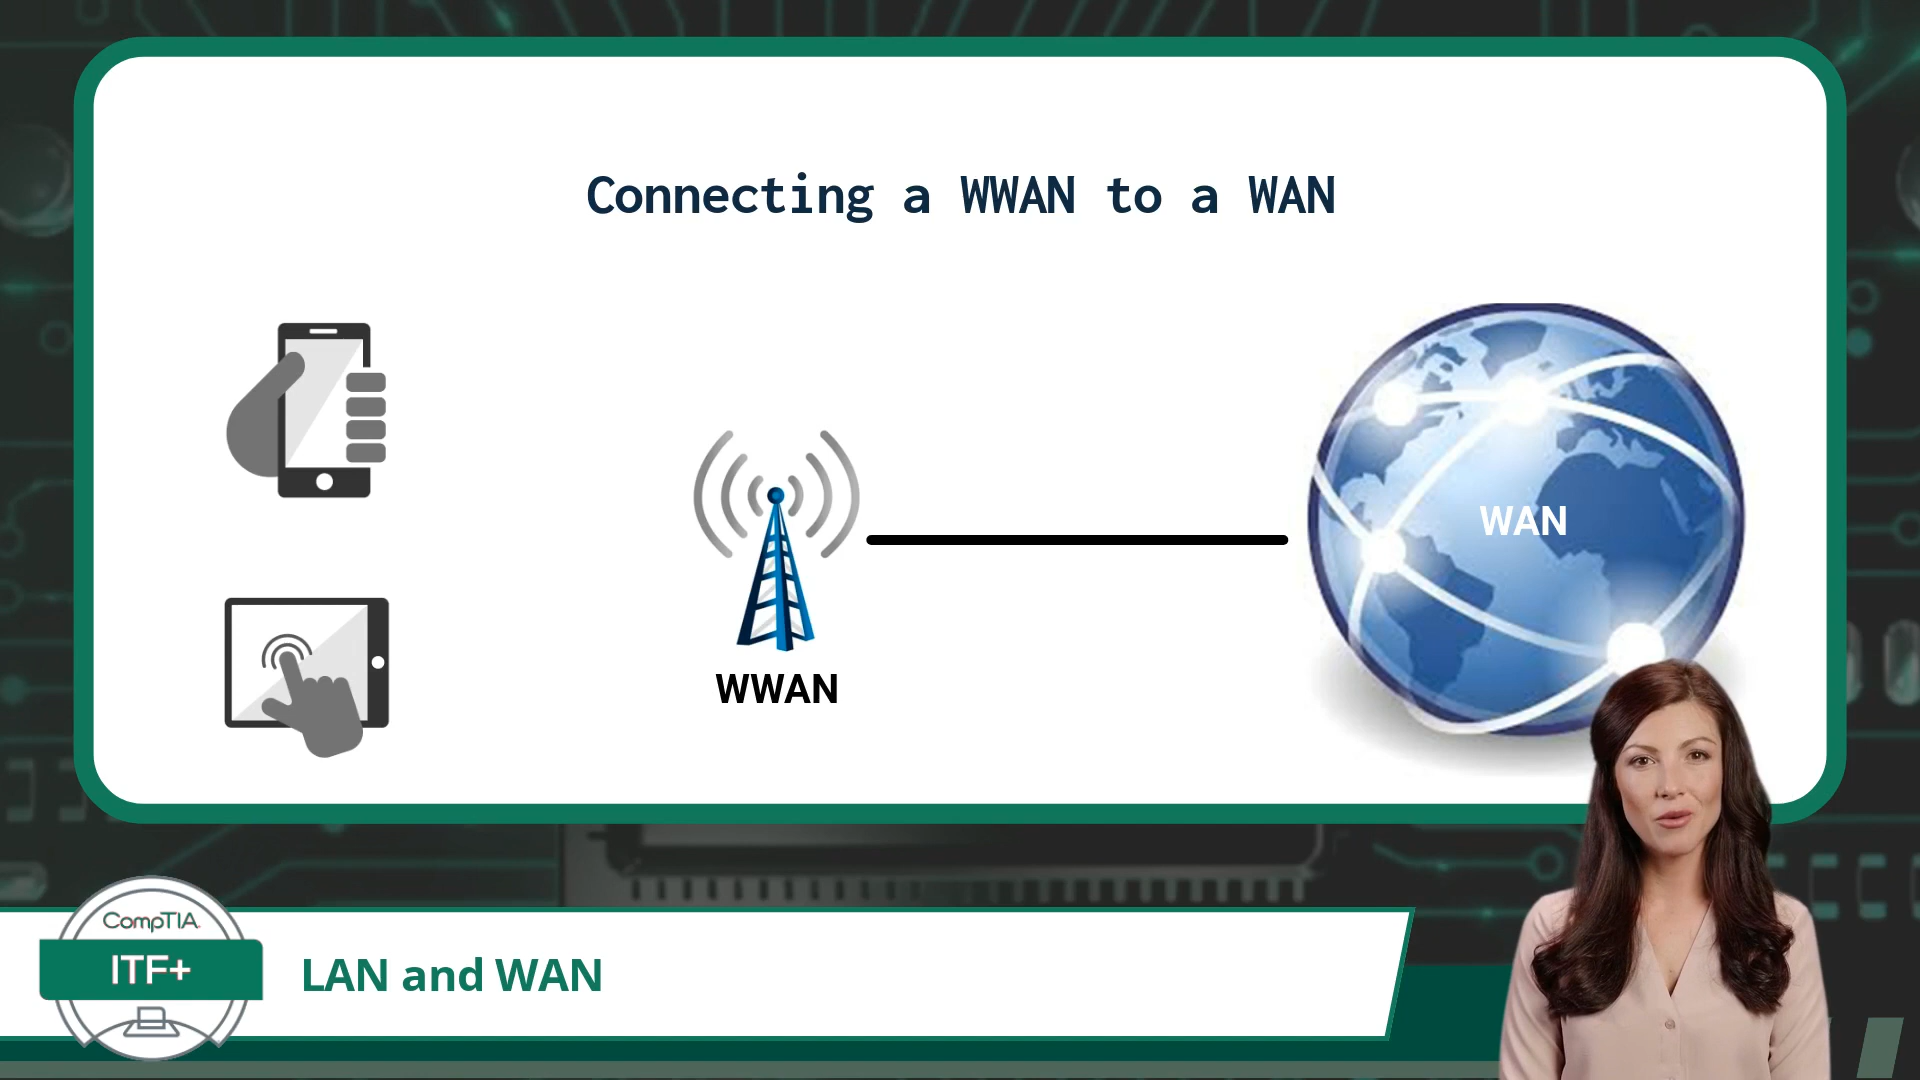 Connecting a WWAN to a WAN
WAN
WWAN
CompTIA
ITF+
LAN and WAN